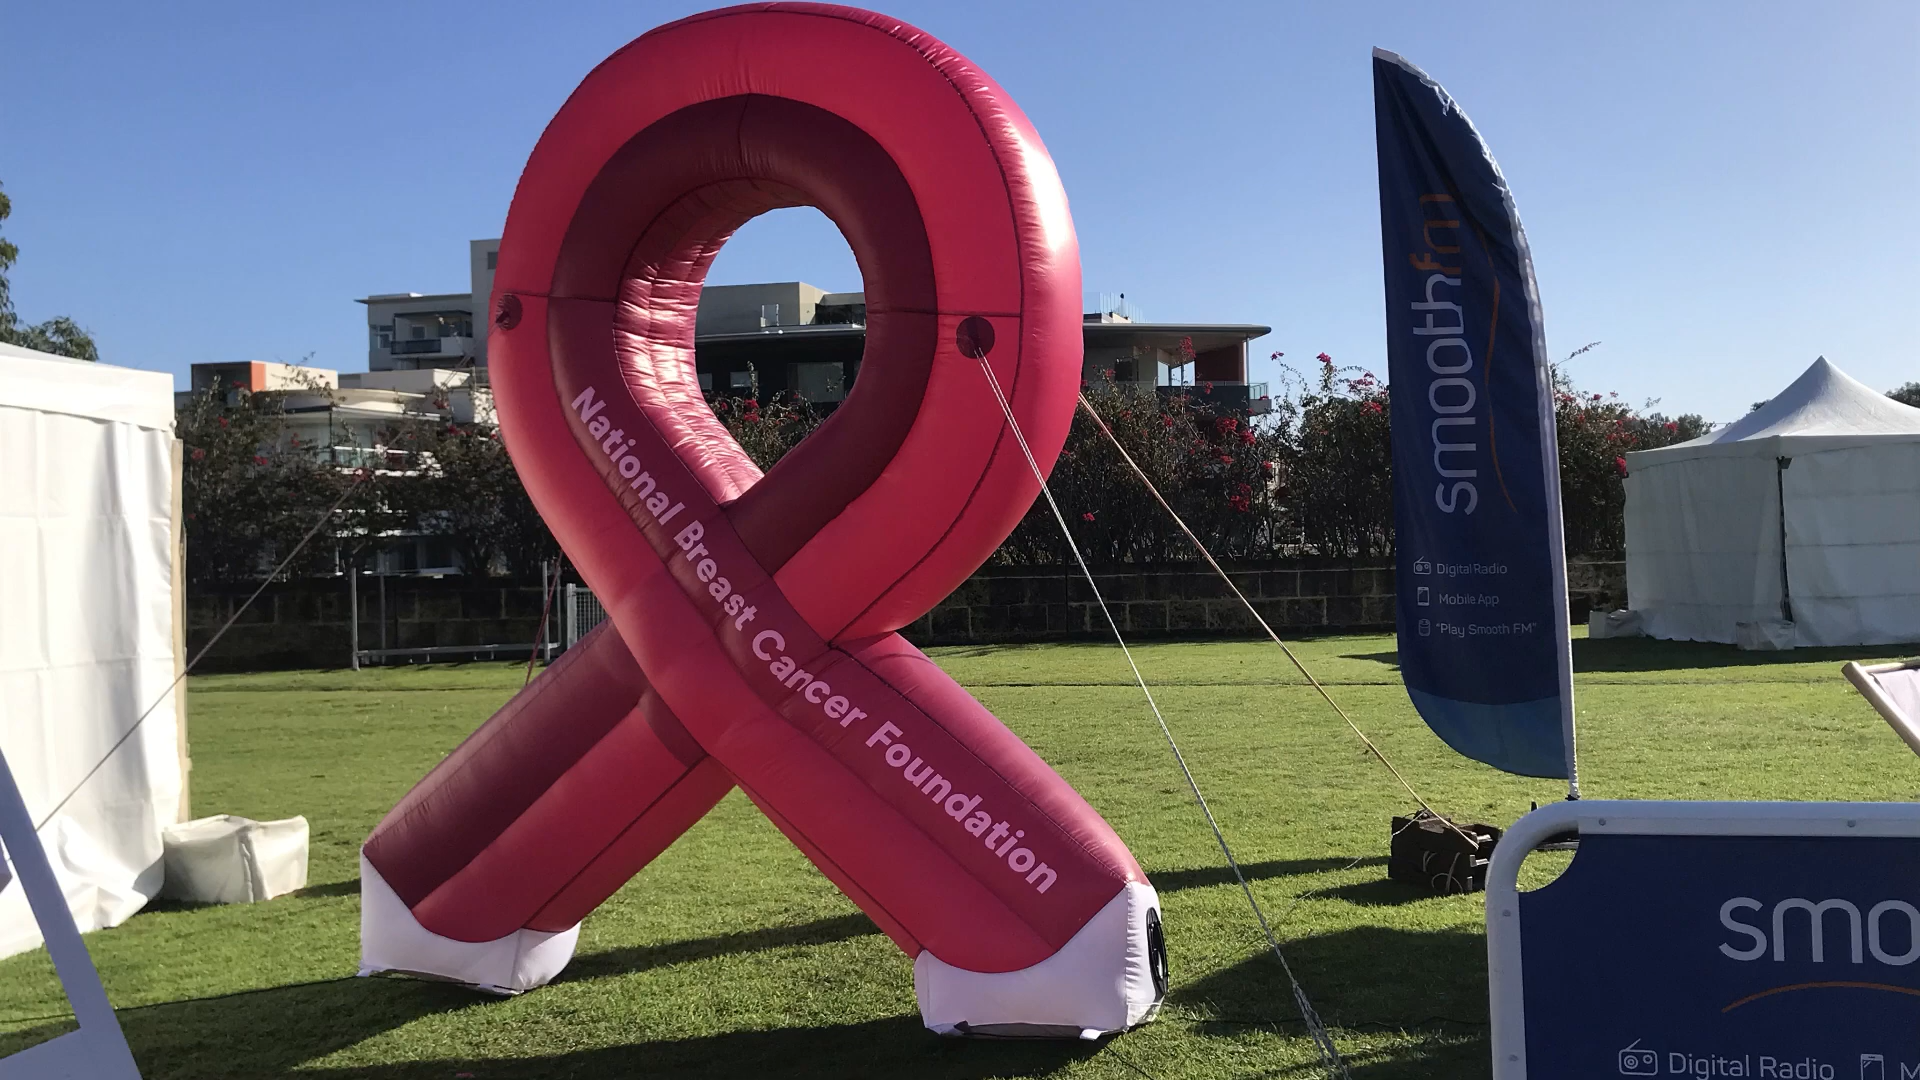 National Breast Cancer Foundation
smoothfm
Digital Radio
Mobile App
"Play Smooth FM"
smo
Digital Radio
M